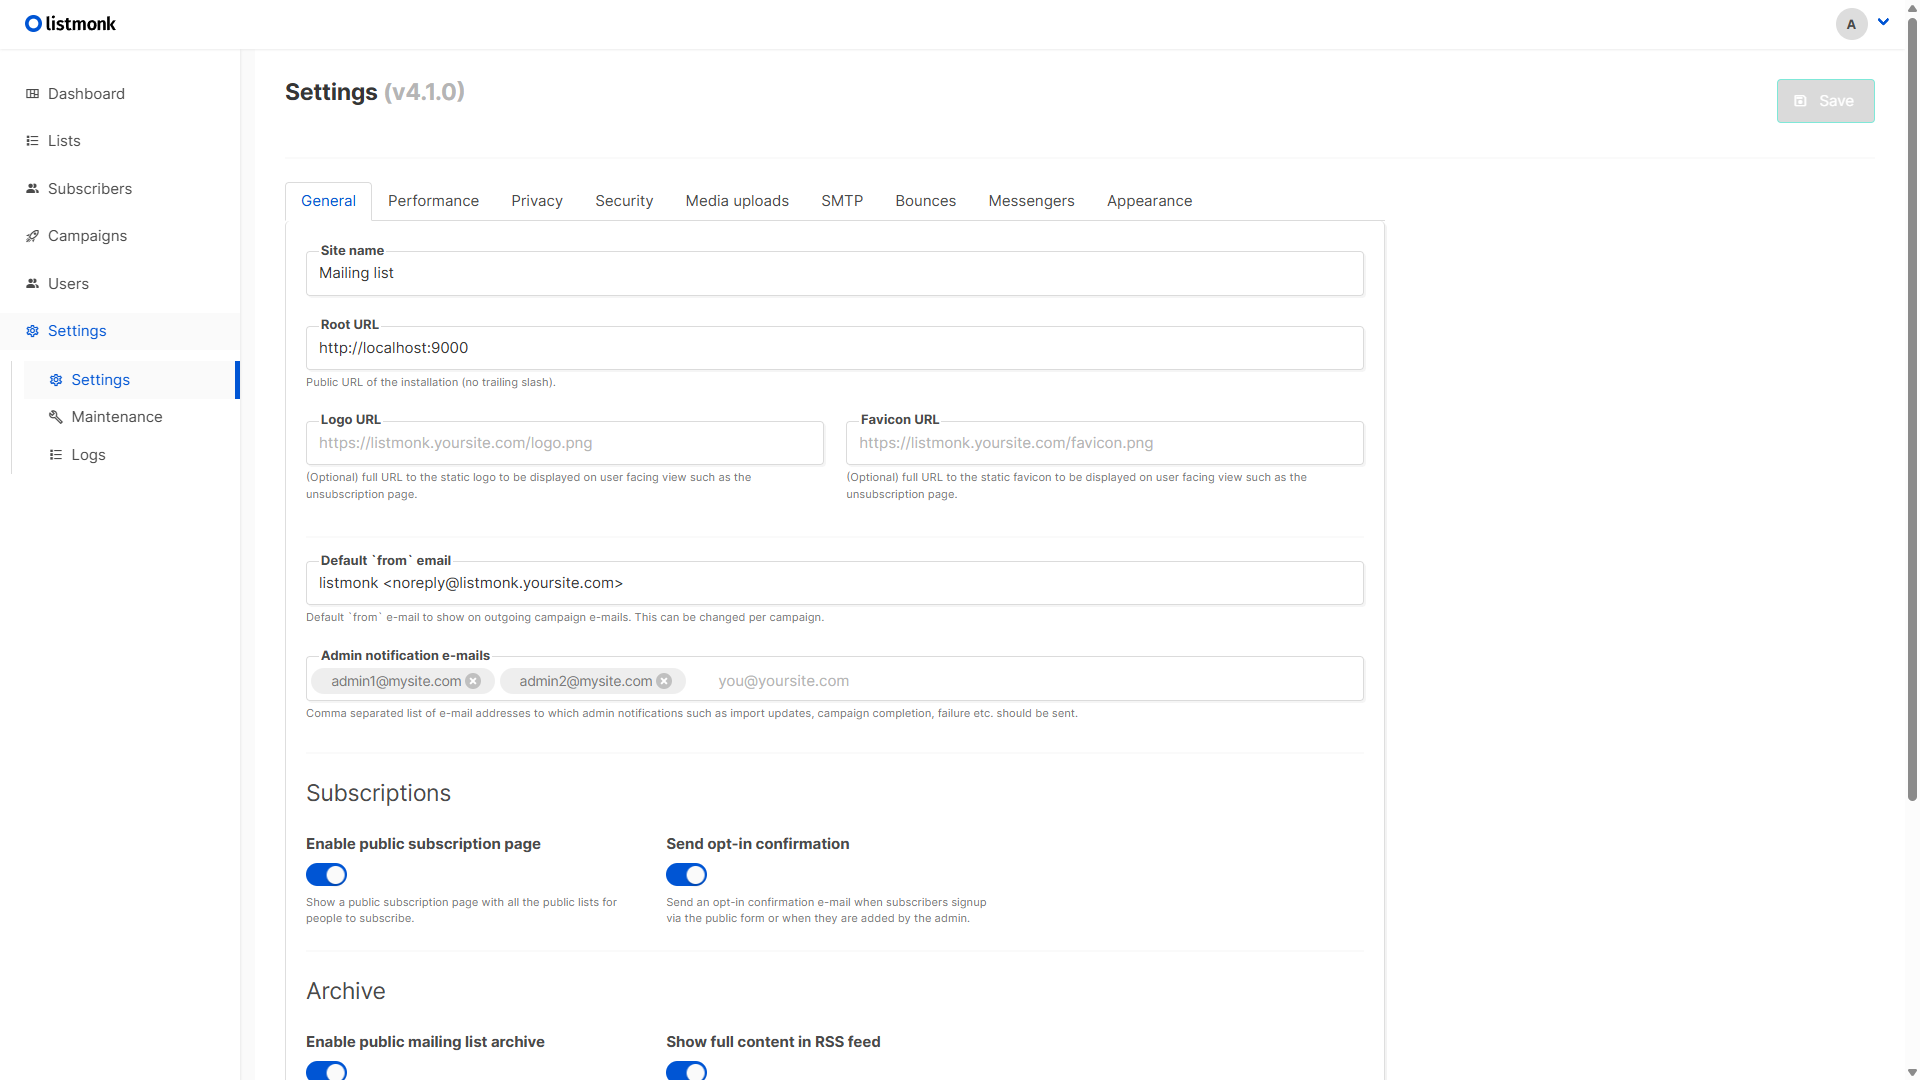 listmonk
A
Dashboard
Lists
Subscribers
Campaigns
Users
Settings
Settings
Maintenance
Logs
Settings (v4.1.0)
Save
General Performance Privacy Security Media uploads SMTP Bounces Messengers Appearance
Site name
Mailing list
Root URL
http://localhost:9000
Public URL of the installation (no trailing slash).
Logo URL
https://listmonk.yoursite.com/logo.png
(Optional) full URL to the static logo to be displayed on user facing view such as the
unsubscription page.
Favicon URL
https://listmonk.yoursite.com/favicon.png
(Optional) full URL to the static favicon to be displayed on user facing view such as the
unsubscription page.
Default `from` email
listmonk <noreply@listmonk.yoursite.com>
Default `from` e-mail to show on outgoing campaign e-mails. This can be changed per campaign.
Admin notification e-mails
admin1@mysite.com admin2@mysite.com you@yoursite.com
Comma separated list of e-mail addresses to which admin notifications such as import updates, campaign completion, failure etc. should be sent.
Subscriptions
Enable public subscription page
Show a public subscription page with all the public lists for
people to subscribe.
Send opt-in confirmation
Send an opt-in confirmation e-mail when subscribers signup
via the public form or when they are added by the admin.
Archive
Enable public mailing list archive
Show full content in RSS feed